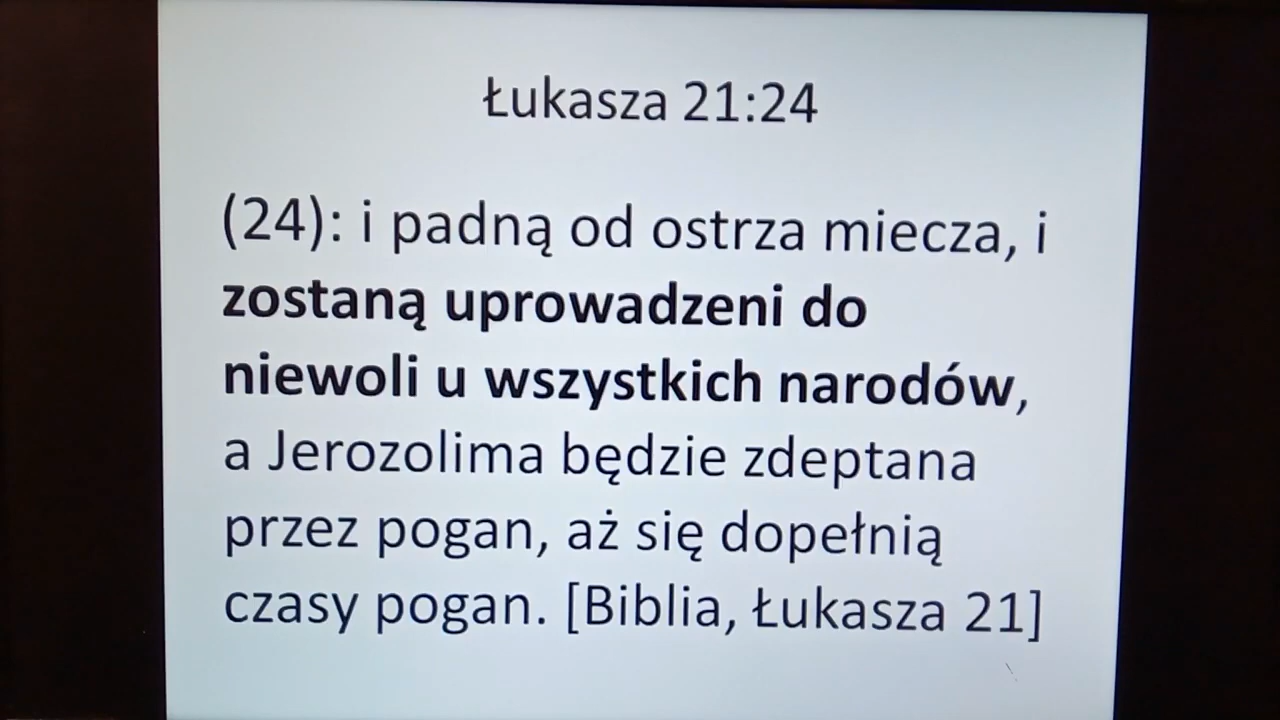 Łukasza 21:24
(24): i padną od ostrza miecza, i
zostaną uprowadzeni do
niewoli u wszystkich narodów,
a Jerozolima będzie zdeptana
przez pogan, aż się dopełnią
czasy pogan. [Biblia, Łukasza 21]